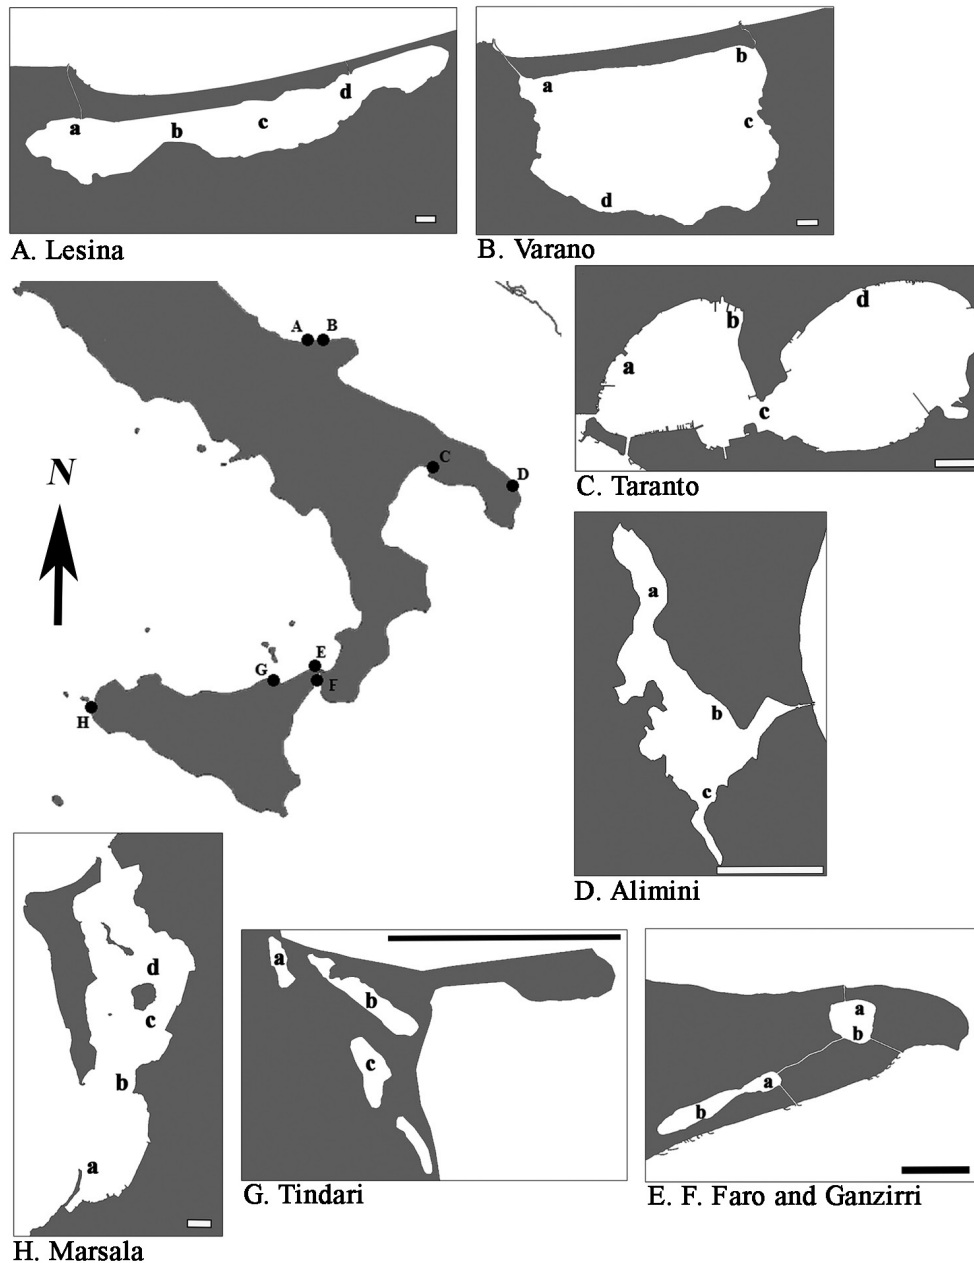 a b c d
A. Lesina
a b c d
B. Varano
A B
C
D
E
F
G
H
N
a b c d
C. Taranto
a
b
c
D. Alimini
d
c
b
a
H. Marsala
a
b
c
G. Tindari
a
b
a
b
E. F. Faro and Ganzirri